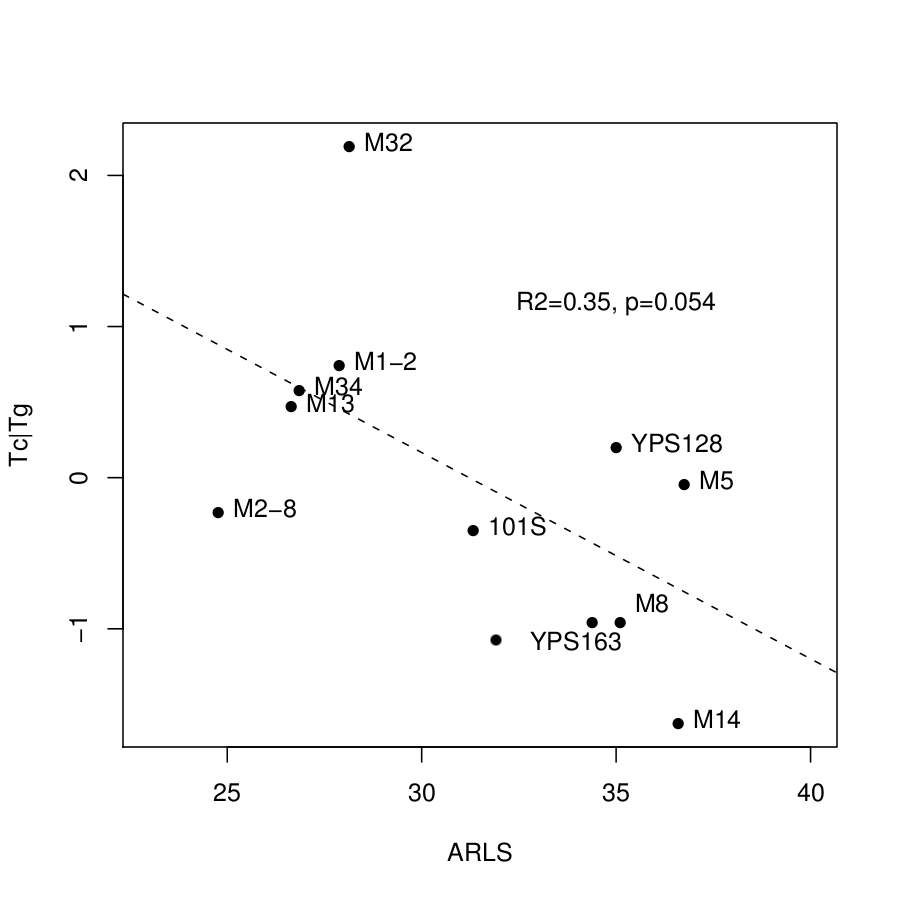 M32
2
R2=0.35, p=0.054
1
M1−2
M34
M13
Tc|Tg
YPS128
0
M5
M2−8
101S
M8
−1
YPS163
M14
25 30 35 40
ARLS